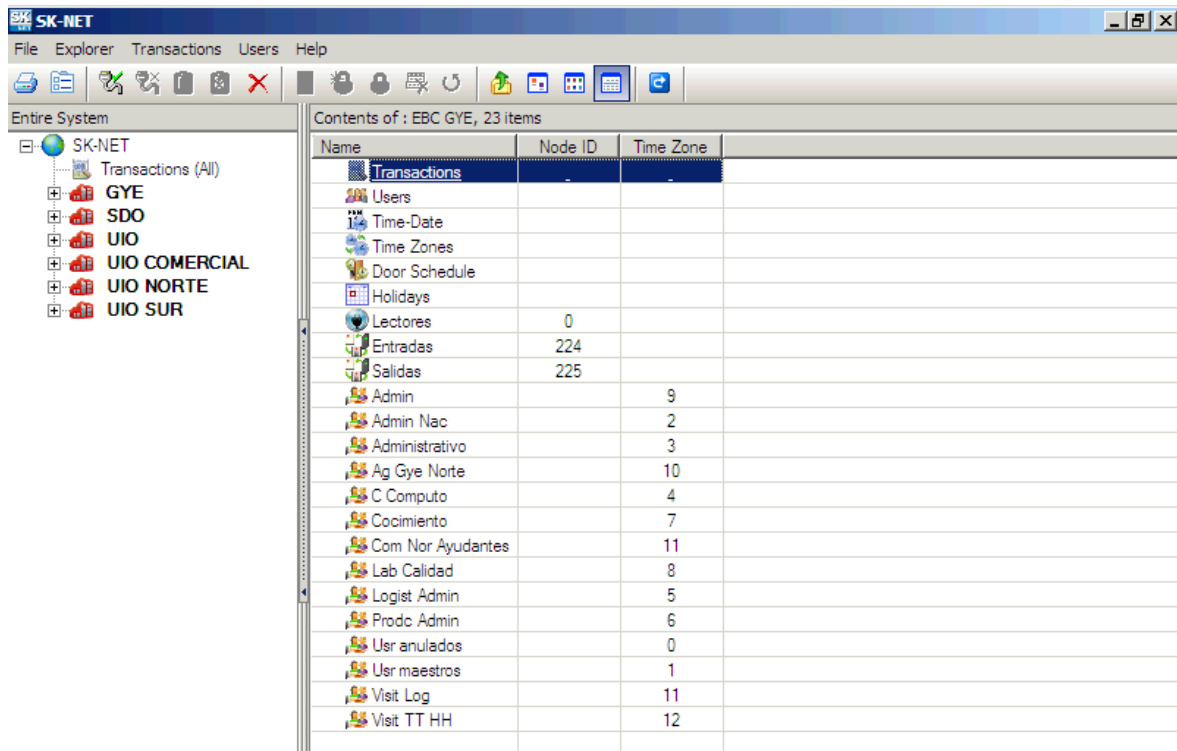 SK-NET
File Explorer Transactions Users Help
Entire System
SK-NET
Transactions (All)
GYE
SDO
UIO
UIO COMERCIAL
UIO NORTE
UIO SUR
Contents of : EBC GYE, 23 items
Name Node ID Time Zone
Transactions - -
Users
Time-Date
Time Zones
Door Schedule
Holidays
Lectores 0
Entradas 224
Salidas 225
Admin 9
Admin Nac 2
Administrativo 3
Ag Gye Norte 10
C Computo 4
Cocimiento 7
Com Nor Ayudantes 11
Lab Calidad 8
Logist Admin 5
Prodc Admin 6
Usr anulados 0
Usr maestros 1
Visit Log 11
Visit TT HH 12